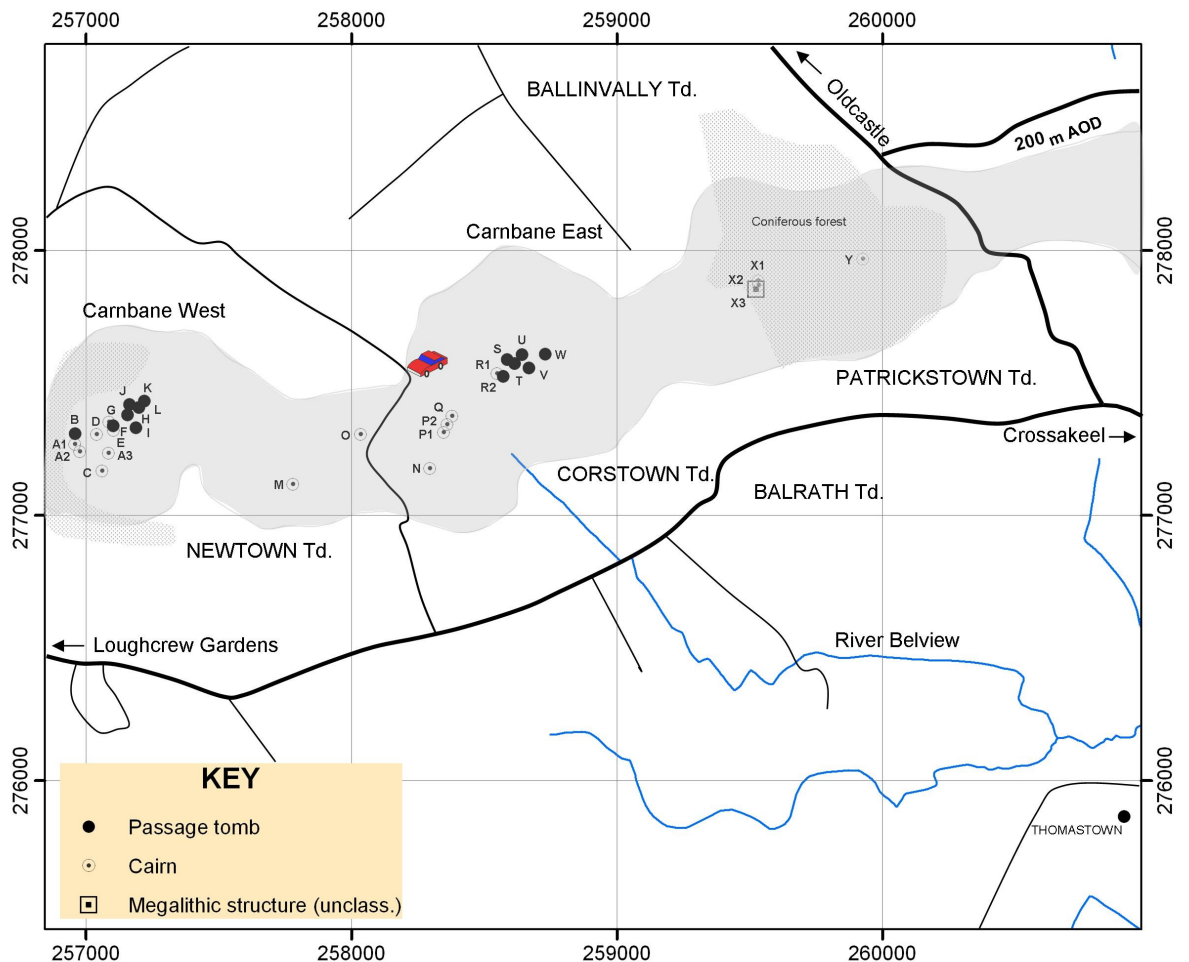 257000 258000 259000 260000
BALLINVALLY Td.
Oldcastle
200 m AOD
Coniferous forest
278000 278000
Carnbane East
Y
X1
X2
X3
Carnbane West
U
S W
R1
R2 T V
PATRICKSTOWN Td.
J K
G L
B D H
F I
A1 E
A2 A3
C
Q
P2
P1
O
N
M
Crossakeel
CORSTOWN Td.
BALRATH Td.
277000 277000
NEWTOWN Td.
Loughcrew Gardens
River Belview
276000 276000
KEY
Passage tomb
Cairn
Megalithic structure (unclass.)
THOMASTOWN
257000 258000 259000 260000